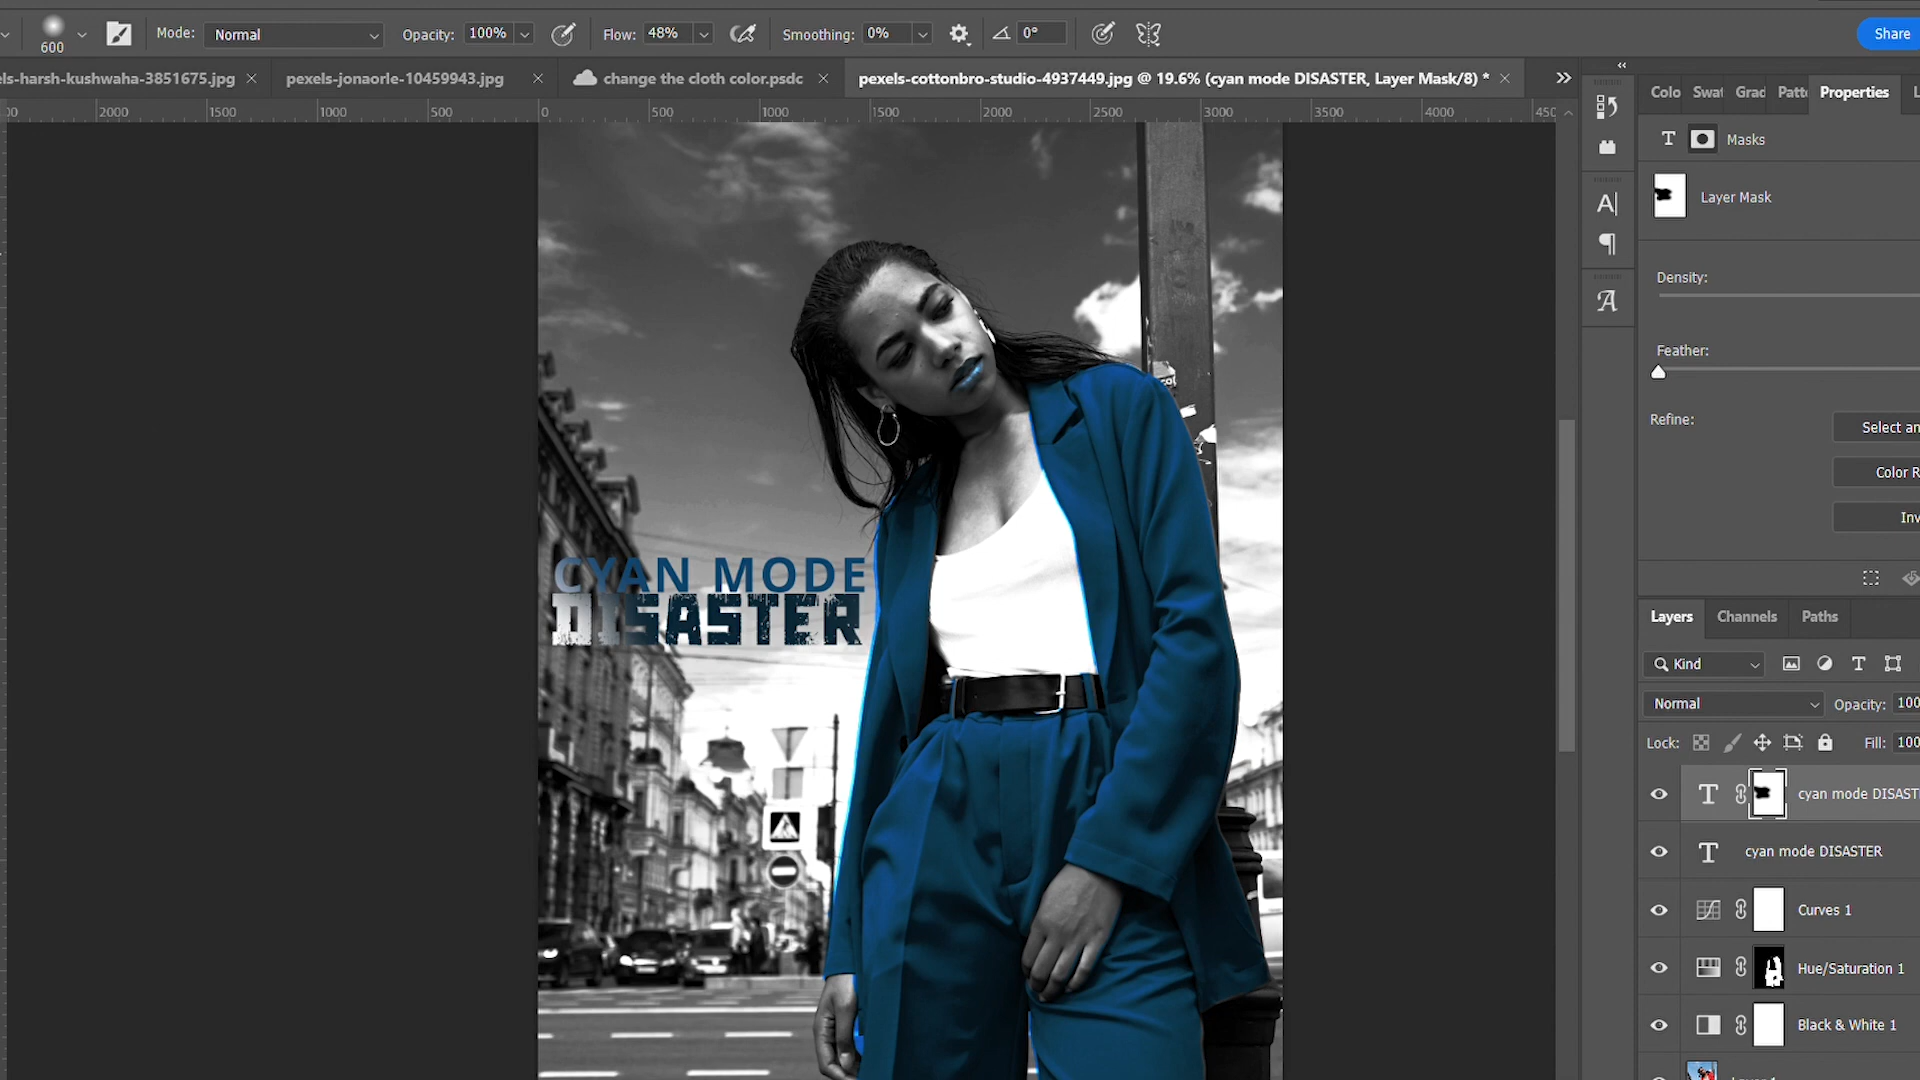 600
Mode:
Normal
Opacity:
100%
Flow:
48%
Smoothing:
0%
0°
Share
els-harsh-kushwaha-3851675.jpg
pexels-jonaorle-10459943.jpg
change the cloth color.psdc
pexels-cottonbro-studio-4937449.jpg @ 19.6% (cyan mode DISASTER, Layer Mask/8) *
00 2000 1500 1000 500 0 500 1000 1500 2000 2500 3000 3500 4000 450
Colo Swat Grad Patte Properties L
Masks
Layer Mask
Density:
Feather:
Refine:
Select an
Color R
Inv
CYAN MODE
DISASTER
Layers Channels Paths
Kind
Normal
Opacity: 100
Lock:
Fill: 100
cyan mode DISAST
cyan mode DISASTER
Curves 1
Hue/Saturation 1
Black & White 1